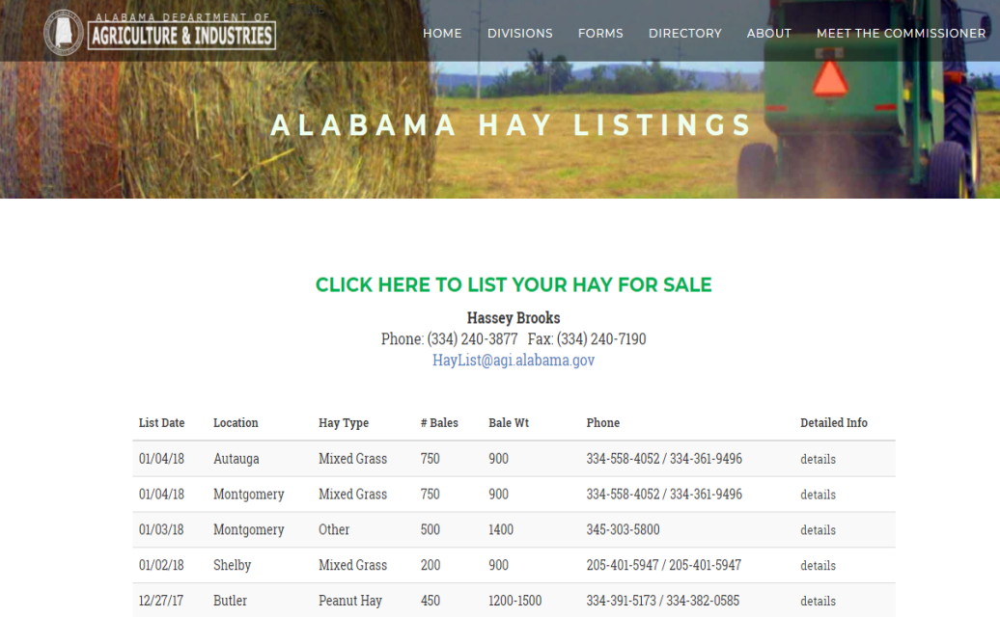 ALABAMA DEPARTMENT OF
AGRICULTURE & INDUSTRIES
HOME DIVISIONS FORMS DIRECTORY ABOUT MEET THE COMMISSIONER
ALABAMA HAY LISTINGS
CLICK HERE TO LIST YOUR HAY FOR SALE
Hassey Brooks
Phone: (334) 240-3877 Fax: (334) 240-7190
HayList@agi.alabama.gov
List Date Location Hay Type # Bales Bale Wt Phone Detailed Info
01/04/18 Autauga Mixed Grass 750 900 334-558-4052 / 334-361-9496 details
01/04/18 Montgomery Mixed Grass 750 900 334-558-4052 / 334-361-9496 details
01/03/18 Montgomery Other 500 1400 345-303-5800 details
01/02/18 Shelby Mixed Grass 200 900 205-401-5947 / 205-401-5947 details
12/27/17 Butler Peanut Hay 450 1200-1500 334-391-5173 / 334-382-0585 details